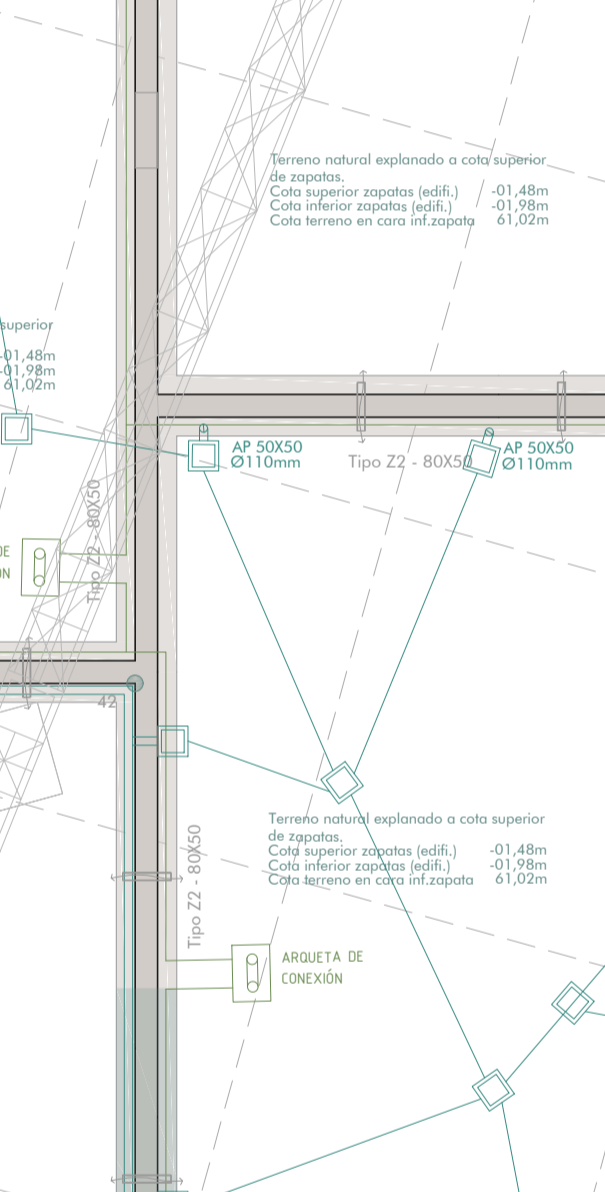 Terreno natural explanado a cota superior
de zapatas.
Cota superior zapatas (edifi.) -01,48m
Cota inferior zapatas (edifi.) -01,98m
Cota terreno en cara inf.zapata 61,02m
superior
-01,48m
-01,98m
61,02m
AP 50X50
Ø110mm
Tipo Z2 - 80X50
AP 50X50
Ø110mm
Tipo Z2 - 80X50
DE
42
Terreno natural explanado a cota superior
de zapatas.
Cota superior zapatas (edifi.) -01,48m
Cota inferior zapatas (edifi.) -01,98m
Cota terreno en cara inf.zapata 61,02m
Tipo Z2 - 80X50
ARQUETA DE
CONEXIÓN